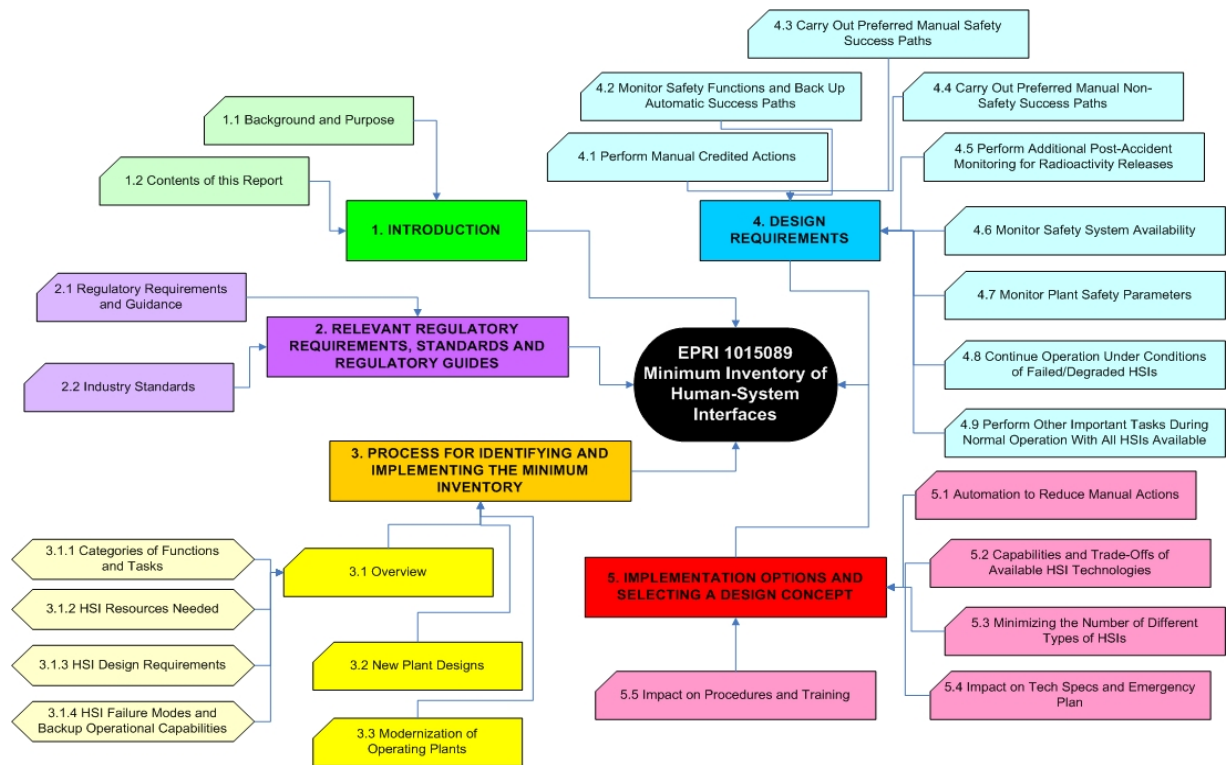 4.3 Carry Out Preferred Manual Safety
Success Paths
4.2 Monitor Safety Functions and Back Up
Automatic Success Paths
4.4 Carry Out Preferred Manual Non-
Safety Success Paths
1.1 Background and Purpose
4.1 Perform Manual Credited Actions
4.5 Perform Additional Post-Accident
Monitoring for Radioactivity Releases
1.2 Contents of this Report
1. INTRODUCTION
4. DESIGN
REQUIREMENTS
4.6 Monitor Safety System Availability
2.1 Regulatory Requirements
and Guidance
4.7 Monitor Plant Safety Parameters
2. RELEVANT REGULATORY
REQUIREMENTS, STANDARDS AND
REGULATORY GUIDES
EPRI 1015089
Minimum Inventory of
Human-System
Interfaces
4.8 Continue Operation Under Conditions
of Failed/Degraded HSIs
2.2 Industry Standards
4.9 Perform Other Important Tasks During
Normal Operation With All HSIs Available
3. PROCESS FOR IDENTIFYING AND
IMPLEMENTING THE MINIMUM
INVENTORY
5.1 Automation to Reduce Manual Actions
3.1.1 Categories of Functions
and Tasks
3.1 Overview
5.2 Capabilities and Trade-Offs of
Available HSI Technologies
5. IMPLEMENTATION OPTIONS AND
SELECTING A DESIGN CONCEPT
3.1.2 HSI Resources Needed
5.3 Minimizing the Number of Different
Types of HSIs
3.1.3 HSI Design Requirements
3.2 New Plant Designs
5.5 Impact on Procedures and Training
5.4 Impact on Tech Specs and Emergency
Plan
3.1.4 HSI Failure Modes and
Backup Operational Capabilities
3.3 Modernization of
Operating Plants